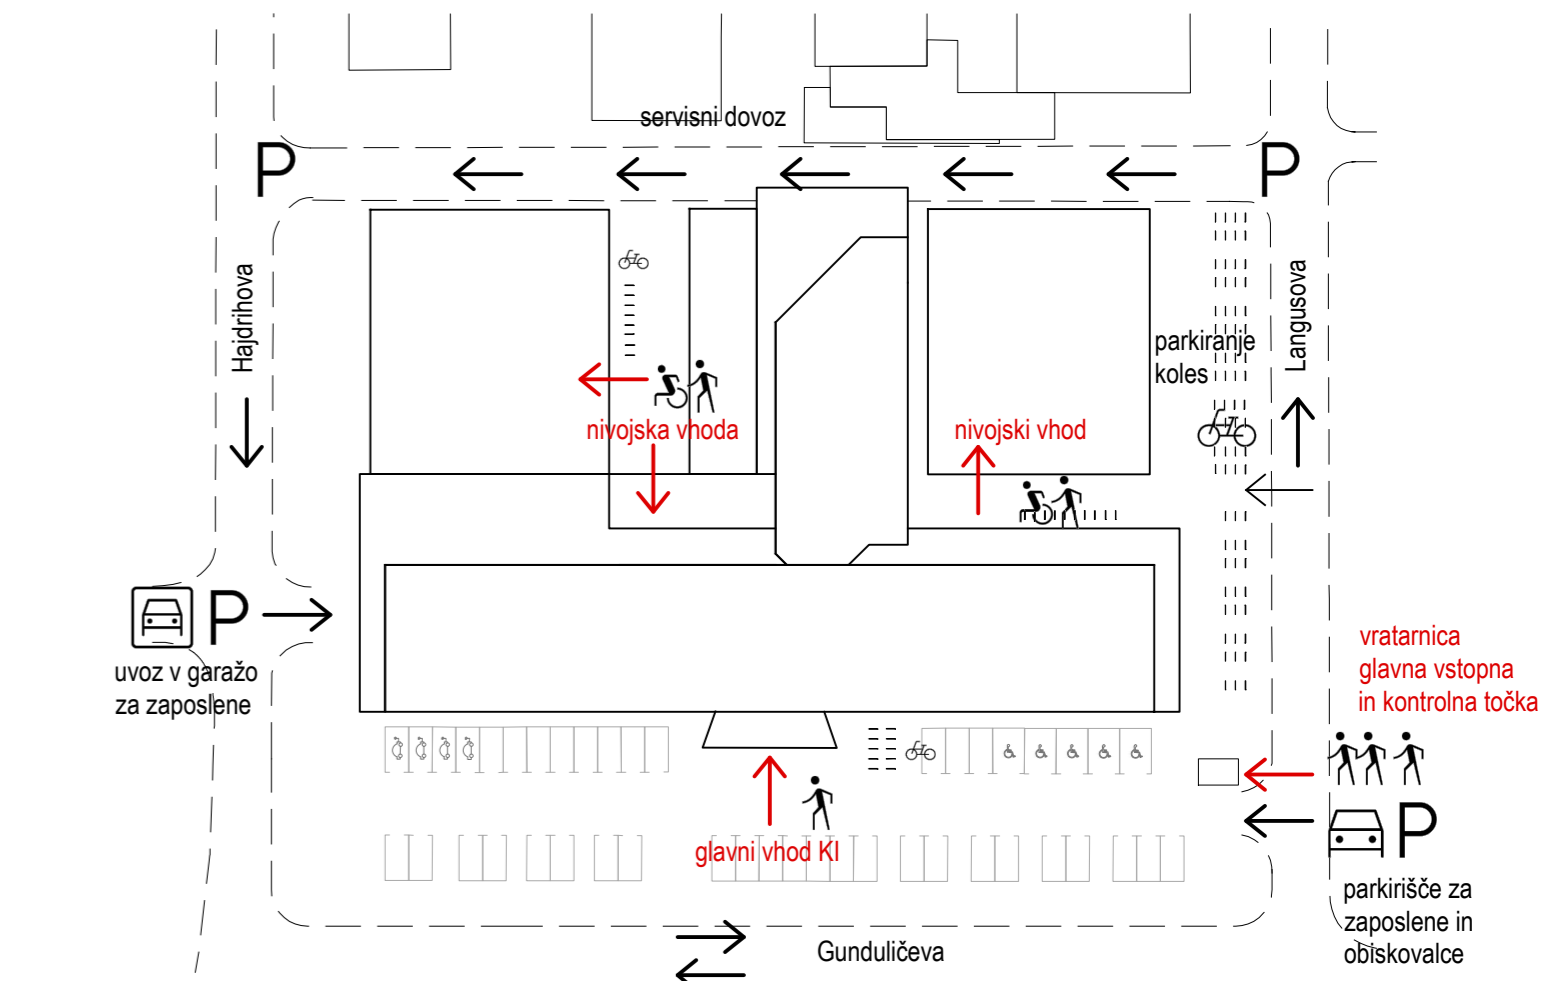 servisni dovoz
P
P
Hajdrihova
Langusova
parkiranje
koles
nivojska vhoda
nivojski vhod
P
uvoz v garažo
za zaposlene
vratarnica
glavna vstopna
in kontrolna točka
P
glavni vhod KI
parkirišče za
zaposlene in
obiskovalce
Gunduličeva